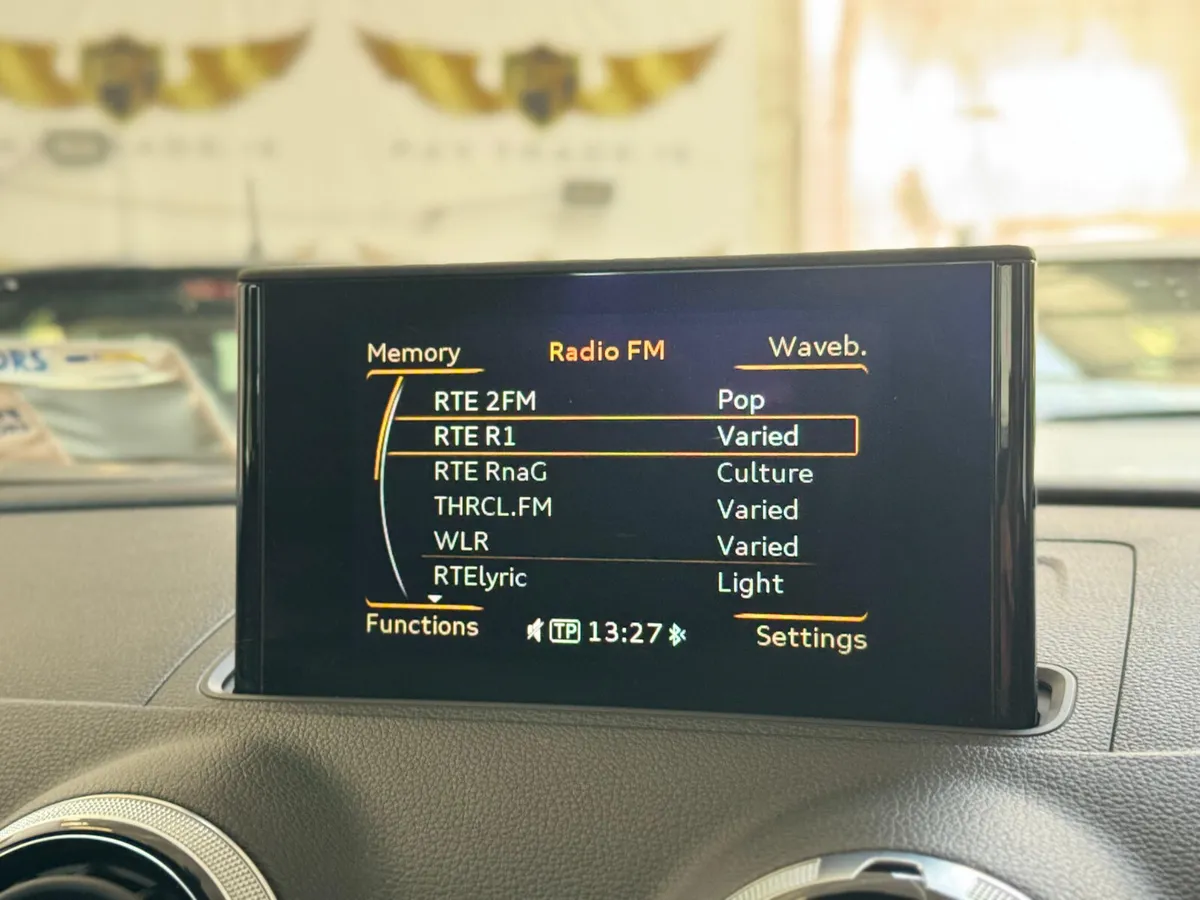 Memory Radio FM Waveb.
RTE 2FM Pop
RTE R1 Varied
RTE RnaG Culture
THRCL.FM Varied
WLR Varied
RTElyric Light
Functions TP 13:27 Settings